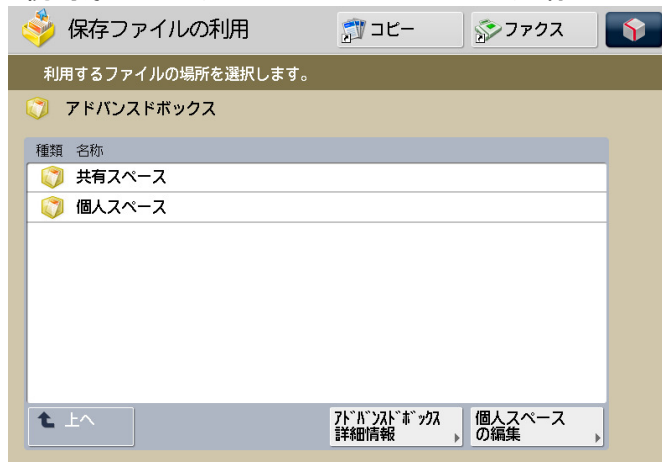 保存ファイルの利用
コピー
ファクス
利用するファイルの場所を選択します。
アドバンスドボックス
種類 名称
共有スペース
個人スペース
上へ
ｱﾄﾞﾊﾞﾝｽﾄﾞﾎﾞｯｸｽ
詳細情報
個人スペース
の編集